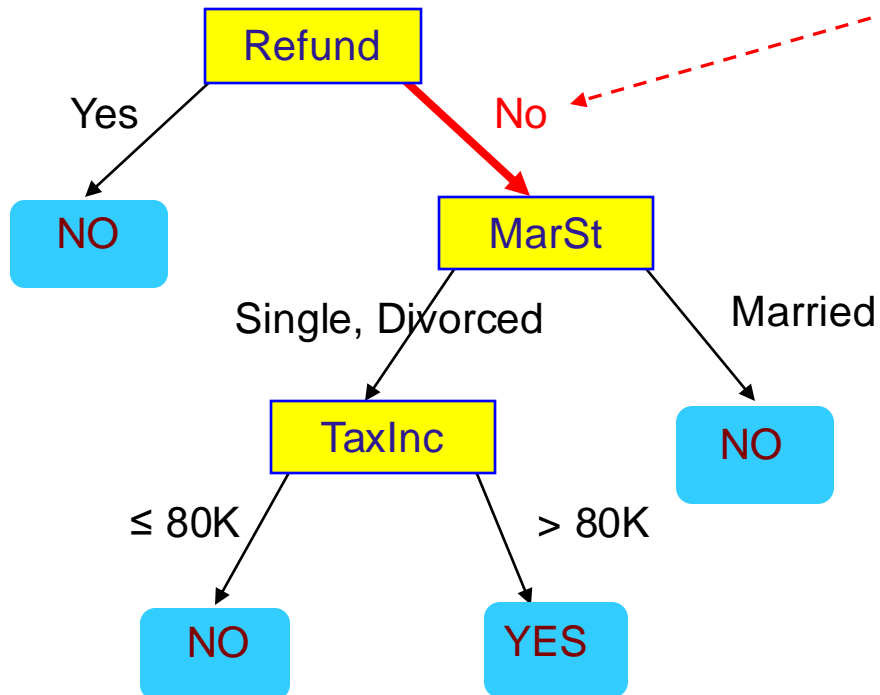 Refund
Yes
No
NO
MarSt
Single, Divorced
Married
TaxInc
NO
≤ 80K
> 80K
NO
YES